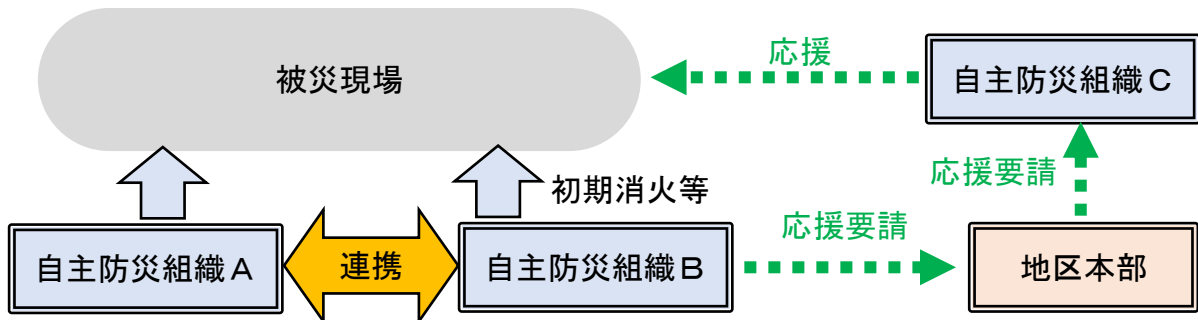 応援
被災現場
自主防災組織C
応援要請
初期消火等
応援要請
自主防災組織A
連携
自主防災組織B
地区本部